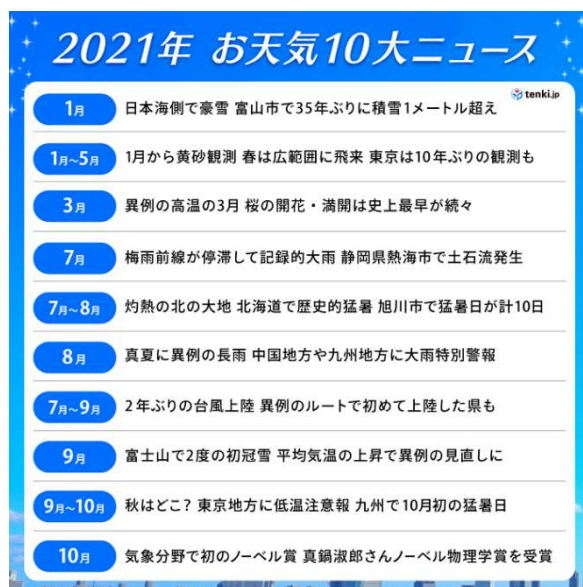 2021年 お天気10大ニュース
tenki.jp
1月 日本海側で豪雪 富山市で35年ぶりに積雪1メートル超え
1月~5月 1月から黄砂観測 春は広範囲に飛来 東京は10年ぶりの観測も
3月 異例の高温の3月 桜の開花・満開は史上最早が続々
7月 梅雨前線が停滞して記録的大雨 静岡県熱海市で土石流発生
7月~8月 灼熱の北の大地 北海道で歴史的猛暑 旭川市で猛暑日が計10日
8月 真夏に異例の長雨 中国地方や九州地方に大雨特別警報
7月~9月 2年ぶりの台風上陸 異例のルートで初めて上陸した県も
9月 富士山で2度の初冠雪 平均気温の上昇で異例の見直しに
9月~10月 秋はどこ? 東京地方に低温注意報 九州で10月初の猛暑日
10月 気象分野で初のノーベル賞 真鍋淑郎さんノーベル物理学賞を受賞